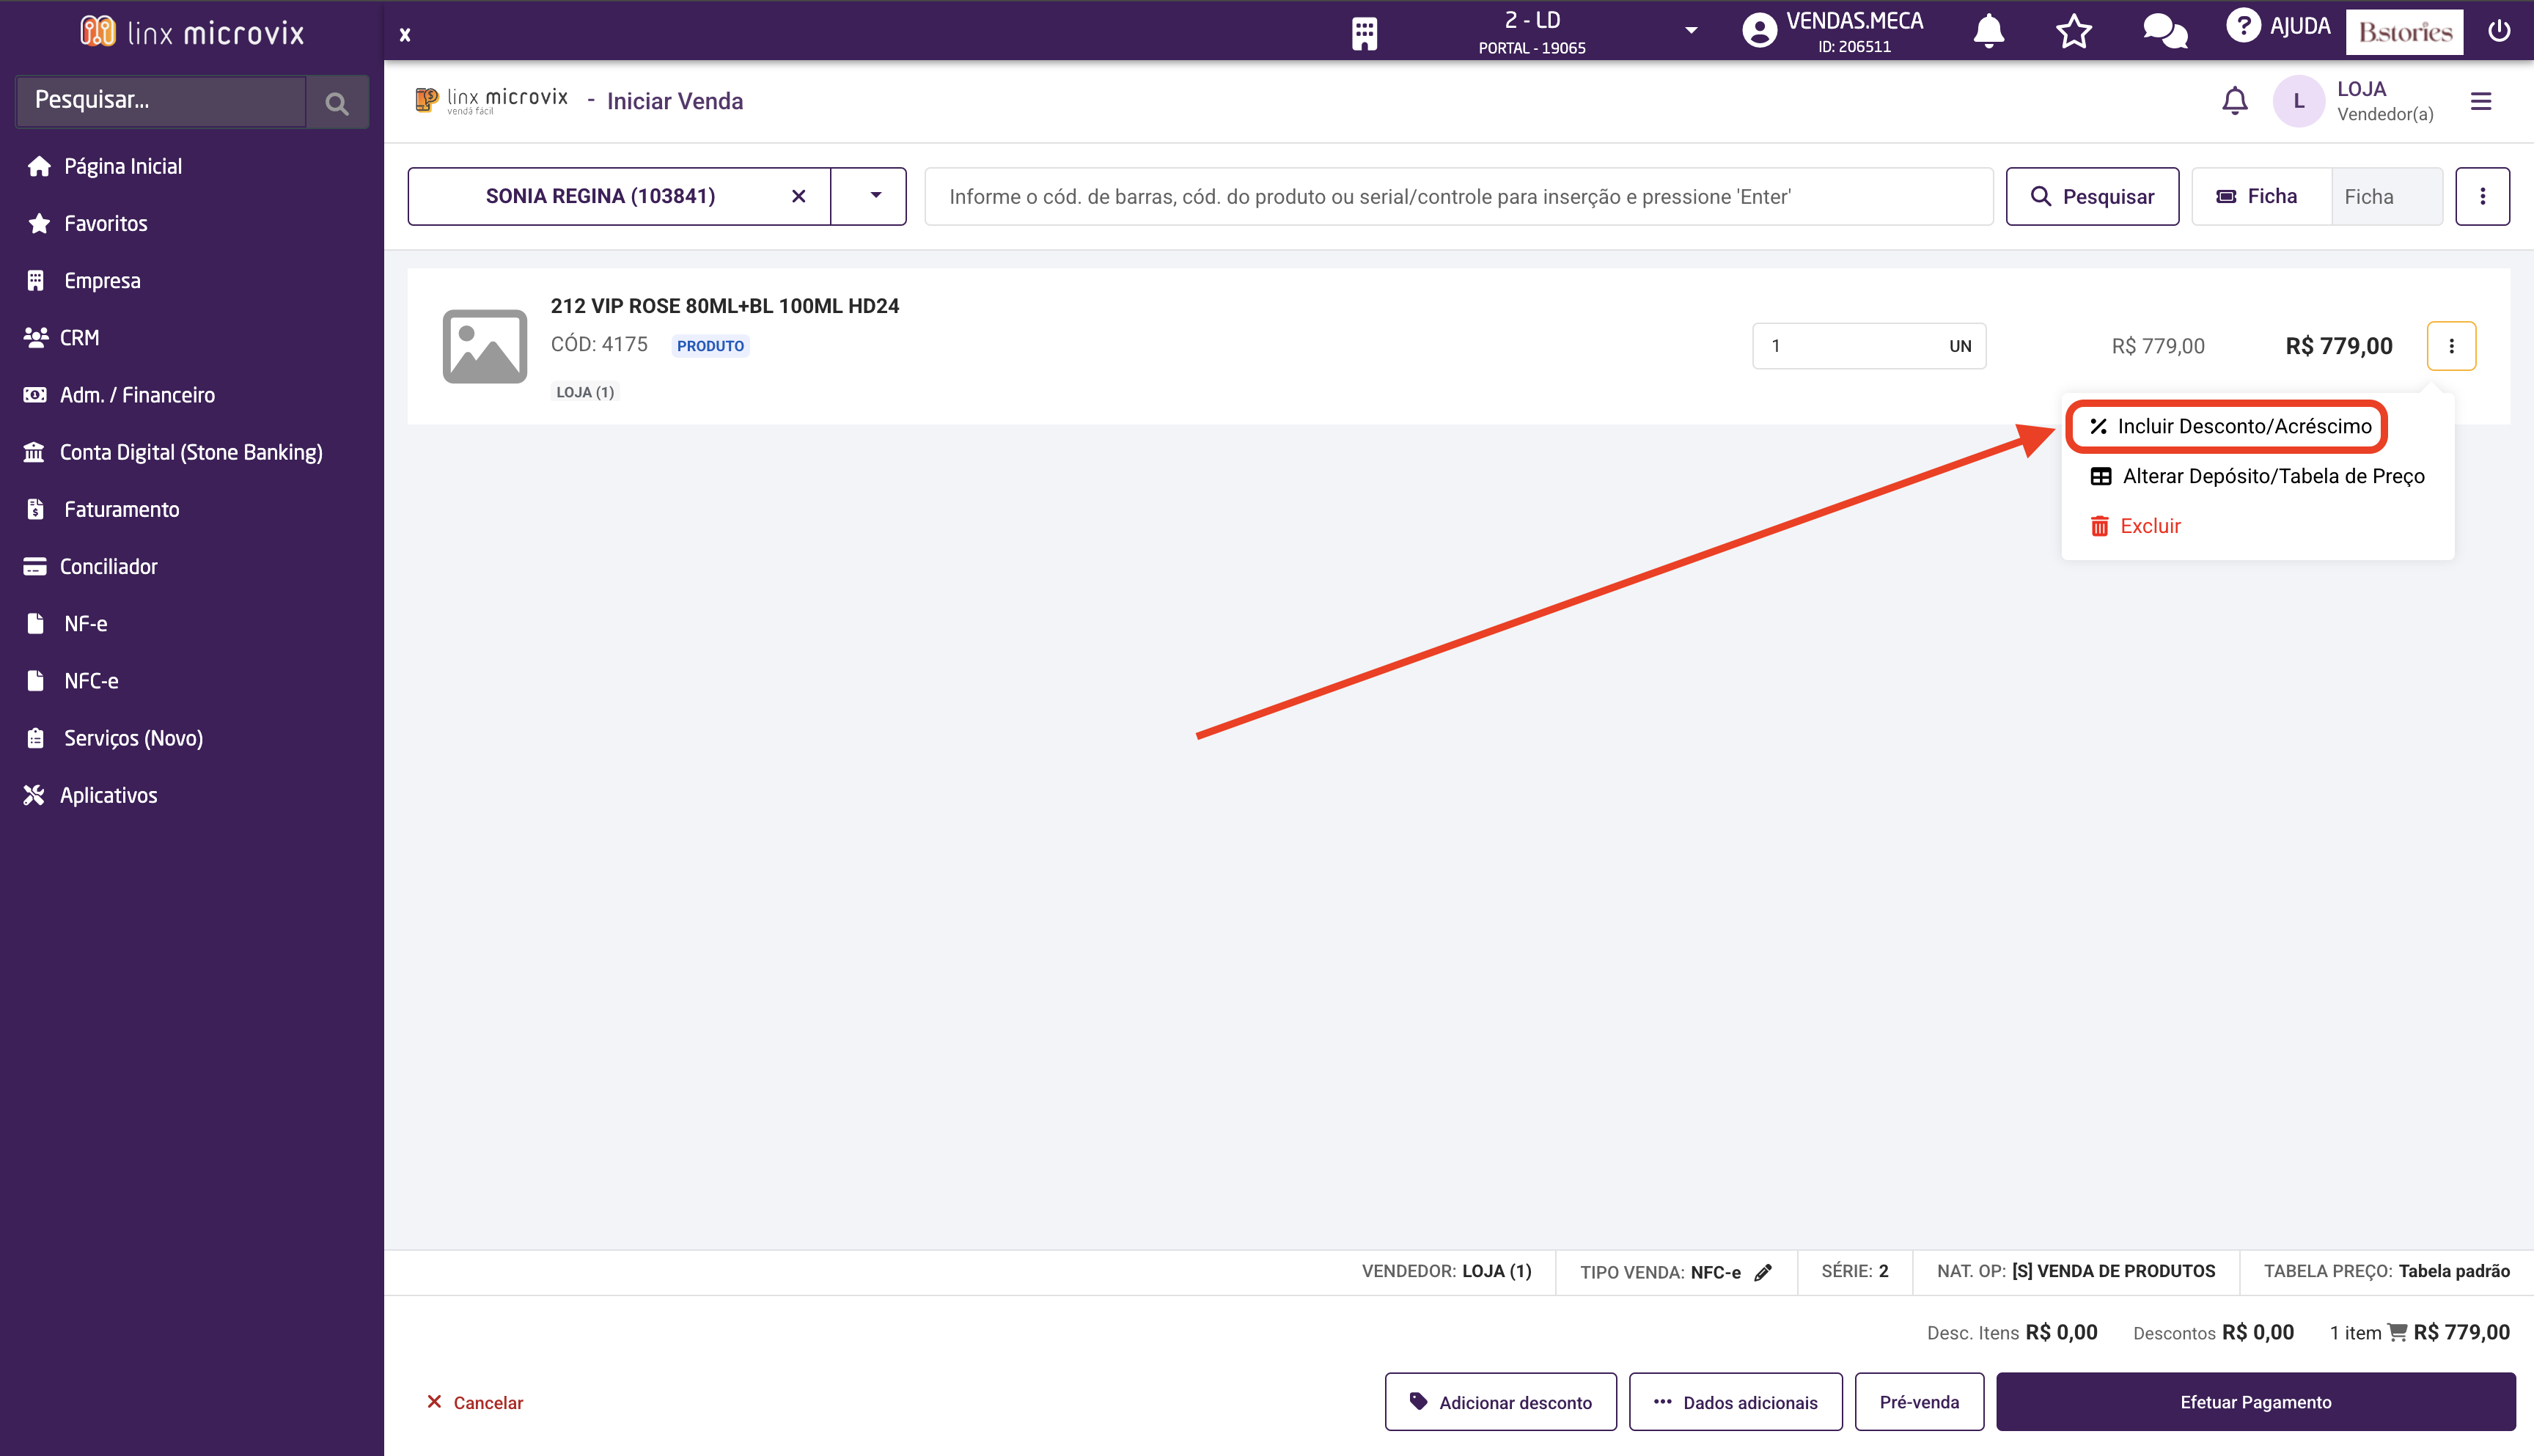 linx microvix
x
2 - LD
PORTAL - 19065
VENDAS.MECA
ID: 206511
? AJUDA
B.stories
Pesquisar...
Página Inicial
Favoritos
Empresa
CRM
Adm. / Financeiro
Conta Digital (Stone Banking)
Faturamento
Conciliador
NF-e
NFC-e
Serviços (Novo)
Aplicativos
linx microvix
venda fácil
- Iniciar Venda
L
LOJA
Vendedor(a)
SONIA REGINA (103841)
Informe o cód. de barras, cód. do produto ou serial/controle para inserção e pressione 'Enter'
Pesquisar
Ficha
Ficha
212 VIP ROSE 80ML+BL 100ML HD24
CÓD: 4175 PRODUTO
LOJA (1)
1 UN
R$ 779,00
R$ 779,00
Incluir Desconto/Acréscimo
Alterar Depósito/Tabela de Preço
Excluir
VENDEDOR: LOJA (1)
TIPO VENDA: NFC-e
SÉRIE: 2
NAT. OP: [S] VENDA DE PRODUTOS
TABELA PREÇO: Tabela padrão
Desc. Itens R$ 0,00
Descontos R$ 0,00
1 item R$ 779,00
Cancelar
Adicionar desconto
Dados adicionais
Pré-venda
Efetuar Pagamento